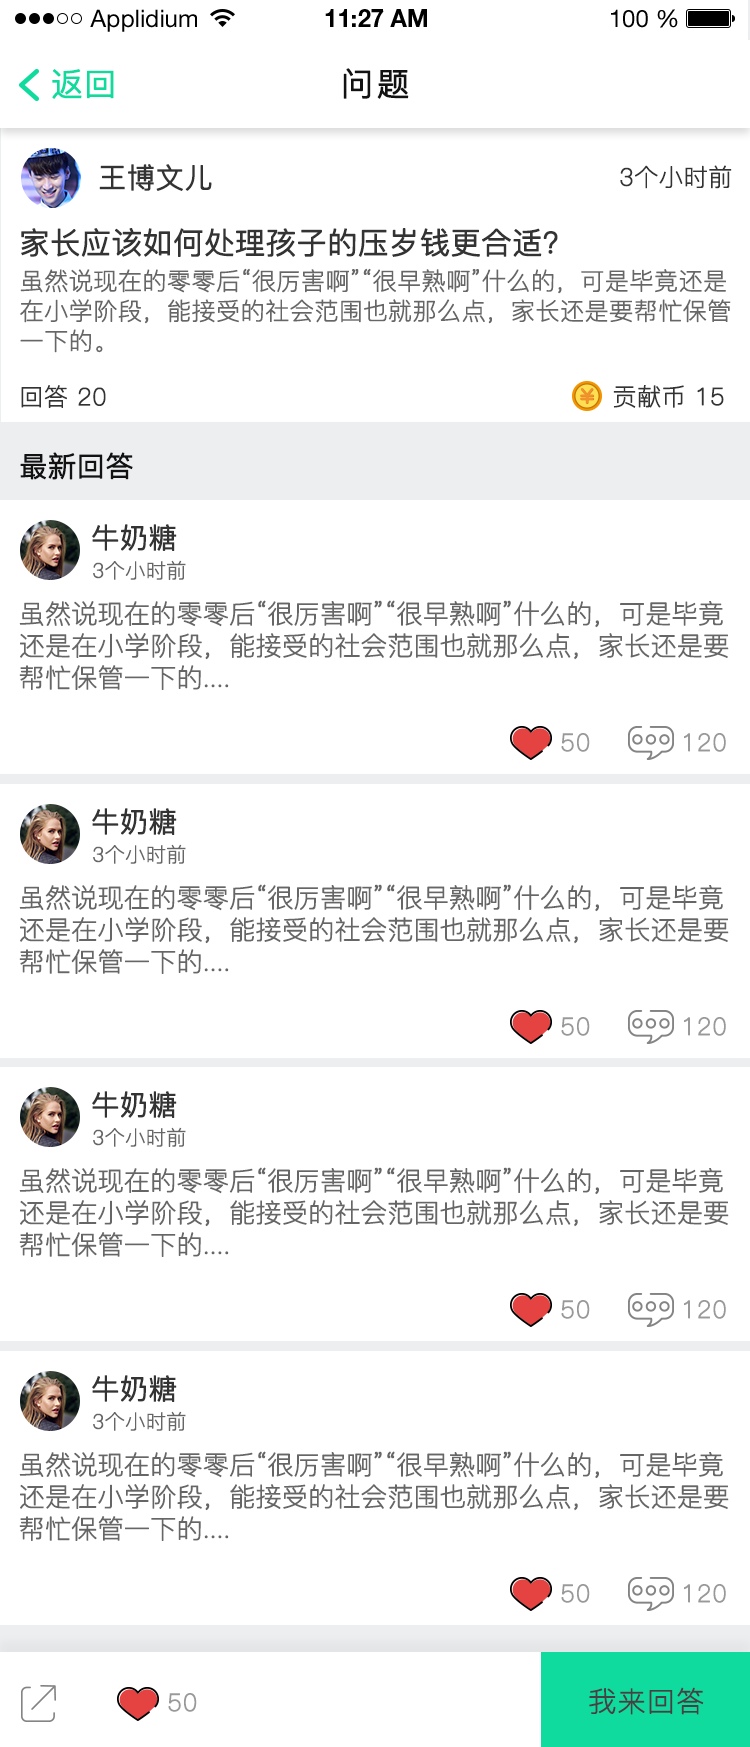 Applidium 11:27 AM 100 %
返回 问题
王博文儿 3个小时前
家长应该如何处理孩子的压岁钱更合适?
虽然说现在的零零后“很厉害啊”“很早熟啊”什么的，可是毕竟还是
在小学阶段，能接受的社会范围也就那么点，家长还是要帮忙保管
一下的。
回答 20 ¥ 贡献币 15
最新回答
牛奶糖
3个小时前
虽然说现在的零零后“很厉害啊”“很早熟啊”什么的，可是毕竟
还是在小学阶段，能接受的社会范围也就那么点，家长还是要
帮忙保管一下的....
50 120
牛奶糖
3个小时前
虽然说现在的零零后“很厉害啊”“很早熟啊”什么的，可是毕竟
还是在小学阶段，能接受的社会范围也就那么点，家长还是要
帮忙保管一下的....
50 120
牛奶糖
3个小时前
虽然说现在的零零后“很厉害啊”“很早熟啊”什么的，可是毕竟
还是在小学阶段，能接受的社会范围也就那么点，家长还是要
帮忙保管一下的....
50 120
牛奶糖
3个小时前
虽然说现在的零零后“很厉害啊”“很早熟啊”什么的，可是毕竟
还是在小学阶段，能接受的社会范围也就那么点，家长还是要
帮忙保管一下的....
50 120
50 我来回答